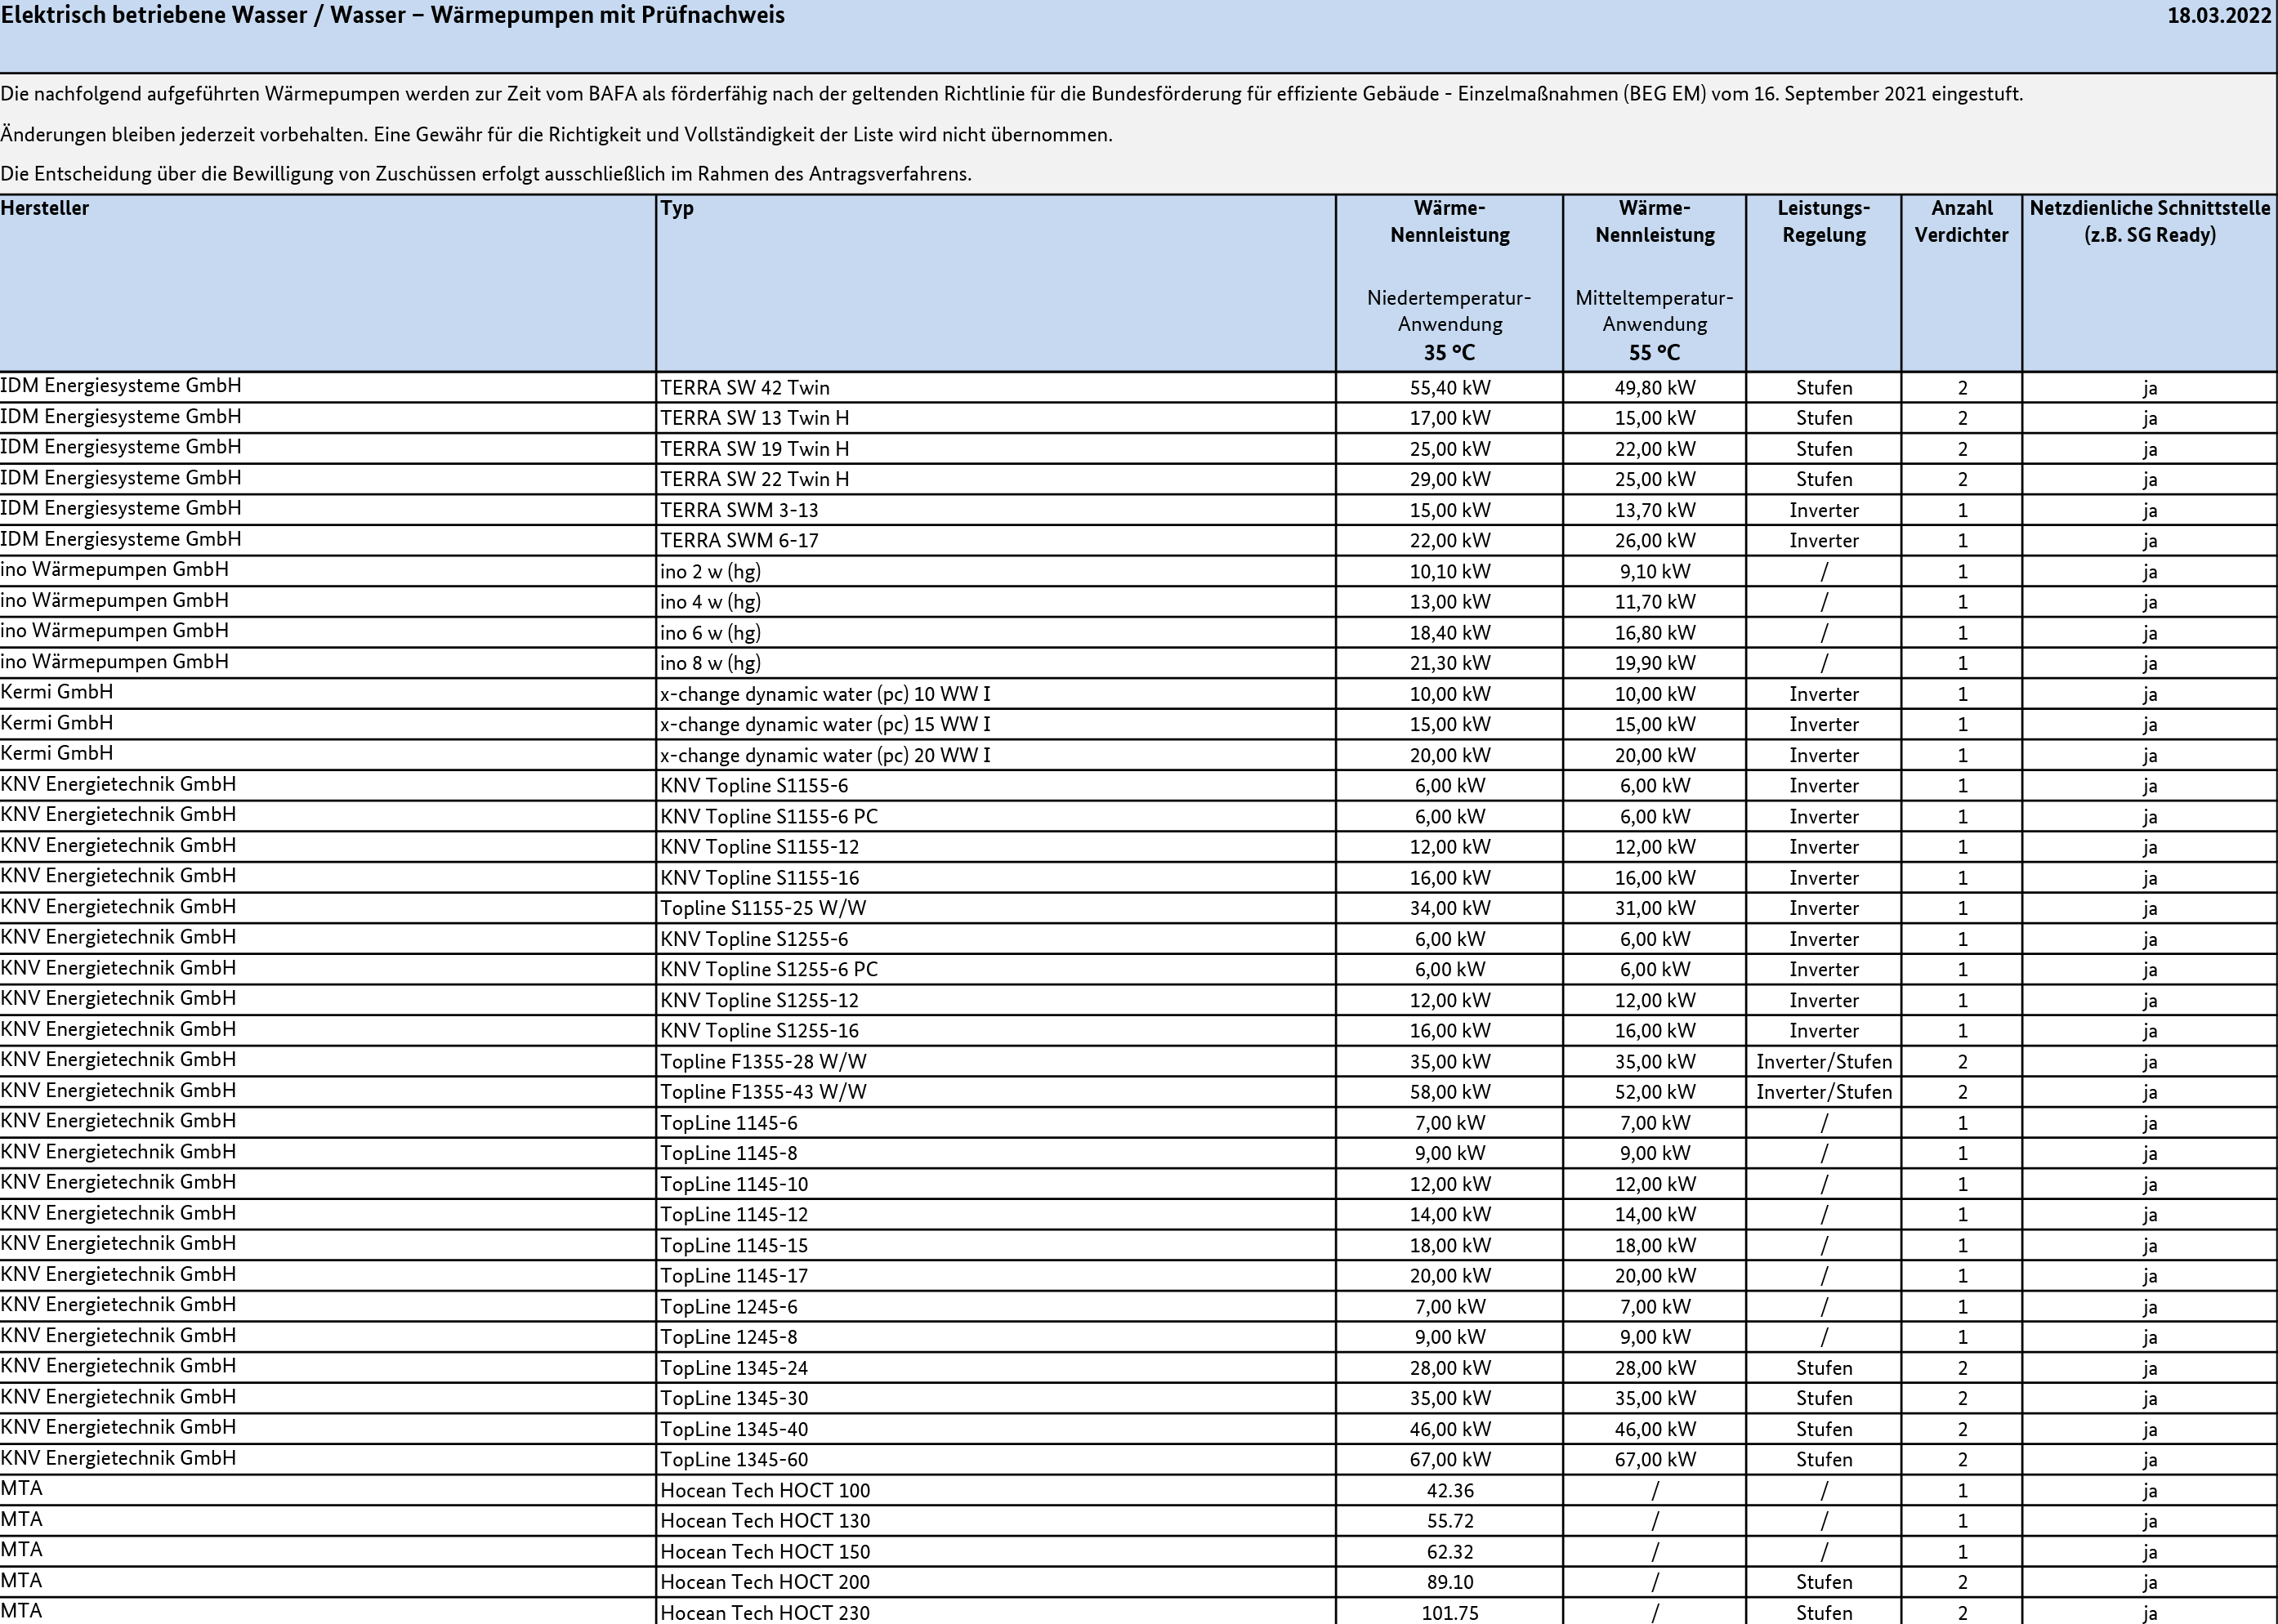 Elektrisch betriebene Wasser / Wasser – Wärmepumpen mit Prüfnachweis 18.03.2022
Die nachfolgend aufgeführten Wärmepumpen werden zur Zeit vom BAFA als förderfähig nach der geltenden Richtlinie für die Bundesförderung für effiziente Gebäude - Einzelmaßnahmen (BEG EM) vom 16. September 2021 eingestuft.
Änderungen bleiben jederzeit vorbehalten. Eine Gewähr für die Richtigkeit und Vollständigkeit der Liste wird nicht übernommen.
Die Entscheidung über die Bewilligung von Zuschüssen erfolgt ausschließlich im Rahmen des Antragsverfahrens.
Hersteller Typ Wärme- Wärme- Leistungs- Anzahl Netzdienliche Schnittstelle
Nennleistung Nennleistung Regelung Verdichter (z.B. SG Ready)
Niedertemperatur- Mitteltemperatur-
Anwendung Anwendung
35 °C 55 °C
IDM Energiesysteme GmbH TERRA SW 42 Twin 55,40 kW 49,80 kW Stufen 2 ja
IDM Energiesysteme GmbH TERRA SW 13 Twin H 17,00 kW 15,00 kW Stufen 2 ja
IDM Energiesysteme GmbH TERRA SW 19 Twin H 25,00 kW 22,00 kW Stufen 2 ja
IDM Energiesysteme GmbH TERRA SW 22 Twin H 29,00 kW 25,00 kW Stufen 2 ja
IDM Energiesysteme GmbH TERRA SWM 3-13 15,00 kW 13,70 kW Inverter 1 ja
IDM Energiesysteme GmbH TERRA SWM 6-17 22,00 kW 26,00 kW Inverter 1 ja
ino Wärmepumpen GmbH ino 2 w (hg) 10,10 kW 9,10 kW / 1 ja
ino Wärmepumpen GmbH ino 4 w (hg) 13,00 kW 11,70 kW / 1 ja
ino Wärmepumpen GmbH ino 6 w (hg) 18,40 kW 16,80 kW / 1 ja
ino Wärmepumpen GmbH ino 8 w (hg) 21,30 kW 19,90 kW / 1 ja
Kermi GmbH x-change dynamic water (pc) 10 WW I 10,00 kW 10,00 kW Inverter 1 ja
Kermi GmbH x-change dynamic water (pc) 15 WW I 15,00 kW 15,00 kW Inverter 1 ja
Kermi GmbH x-change dynamic water (pc) 20 WW I 20,00 kW 20,00 kW Inverter 1 ja
KNV Energietechnik GmbH KNV Topline S1155-6 6,00 kW 6,00 kW Inverter 1 ja
KNV Energietechnik GmbH KNV Topline S1155-6 PC 6,00 kW 6,00 kW Inverter 1 ja
KNV Energietechnik GmbH KNV Topline S1155-12 12,00 kW 12,00 kW Inverter 1 ja
KNV Energietechnik GmbH KNV Topline S1155-16 16,00 kW 16,00 kW Inverter 1 ja
KNV Energietechnik GmbH Topline S1155-25 W/W 34,00 kW 31,00 kW Inverter 1 ja
KNV Energietechnik GmbH KNV Topline S1255-6 6,00 kW 6,00 kW Inverter 1 ja
KNV Energietechnik GmbH KNV Topline S1255-6 PC 6,00 kW 6,00 kW Inverter 1 ja
KNV Energietechnik GmbH KNV Topline S1255-12 12,00 kW 12,00 kW Inverter 1 ja
KNV Energietechnik GmbH KNV Topline S1255-16 16,00 kW 16,00 kW Inverter 1 ja
KNV Energietechnik GmbH Topline F1355-28 W/W 35,00 kW 35,00 kW Inverter/Stufen 2 ja
KNV Energietechnik GmbH Topline F1355-43 W/W 58,00 kW 52,00 kW Inverter/Stufen 2 ja
KNV Energietechnik GmbH TopLine 1145-6 7,00 kW 7,00 kW / 1 ja
KNV Energietechnik GmbH TopLine 1145-8 9,00 kW 9,00 kW / 1 ja
KNV Energietechnik GmbH TopLine 1145-10 12,00 kW 12,00 kW / 1 ja
KNV Energietechnik GmbH TopLine 1145-12 14,00 kW 14,00 kW / 1 ja
KNV Energietechnik GmbH TopLine 1145-15 18,00 kW 18,00 kW / 1 ja
KNV Energietechnik GmbH TopLine 1145-17 20,00 kW 20,00 kW / 1 ja
KNV Energietechnik GmbH TopLine 1245-6 7,00 kW 7,00 kW / 1 ja
KNV Energietechnik GmbH TopLine 1245-8 9,00 kW 9,00 kW / 1 ja
KNV Energietechnik GmbH TopLine 1345-24 28,00 kW 28,00 kW Stufen 2 ja
KNV Energietechnik GmbH TopLine 1345-30 35,00 kW 35,00 kW Stufen 2 ja
KNV Energietechnik GmbH TopLine 1345-40 46,00 kW 46,00 kW Stufen 2 ja
KNV Energietechnik GmbH TopLine 1345-60 67,00 kW 67,00 kW Stufen 2 ja
MTA Hocean Tech HOCT 100 42.36 / / 1 ja
MTA Hocean Tech HOCT 130 55.72 / / 1 ja
MTA Hocean Tech HOCT 150 62.32 / / 1 ja
MTA Hocean Tech HOCT 200 89.10 / Stufen 2 ja
MTA Hocean Tech HOCT 230 101.75 / Stufen 2 ja